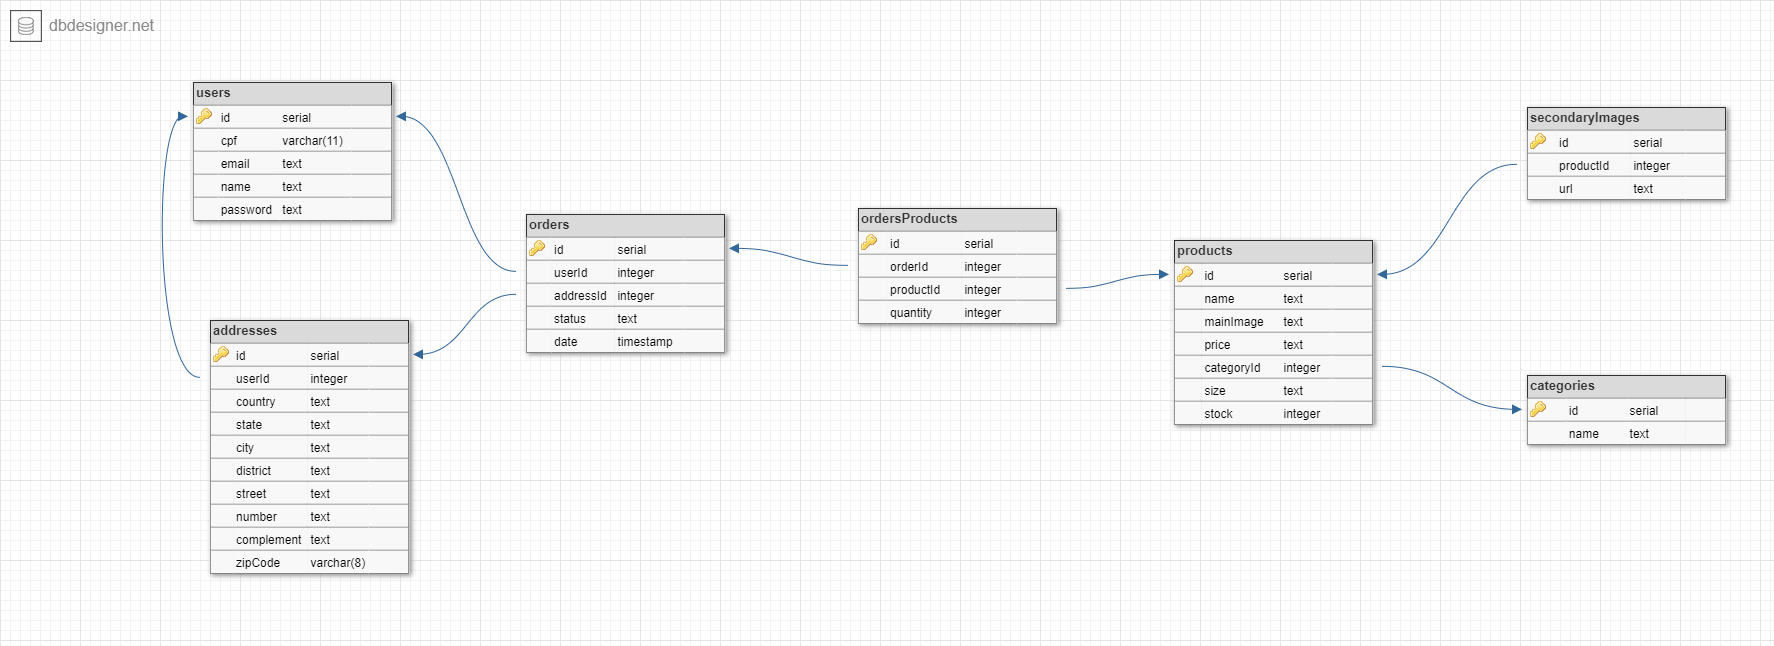 dbdesigner.net
users
id serial
cpf varchar(11)
email text
name text
password text
addresses
id serial
userId integer
country text
state text
city text
district text
street text
number text
complement text
zipCode varchar(8)
orders
id serial
userId integer
addressId integer
status text
date timestamp
ordersProducts
id serial
orderId integer
productId integer
quantity integer
products
id serial
name text
mainImage text
price text
categoryId integer
size text
stock integer
secondaryImages
id serial
productId integer
url text
categories
id serial
name text